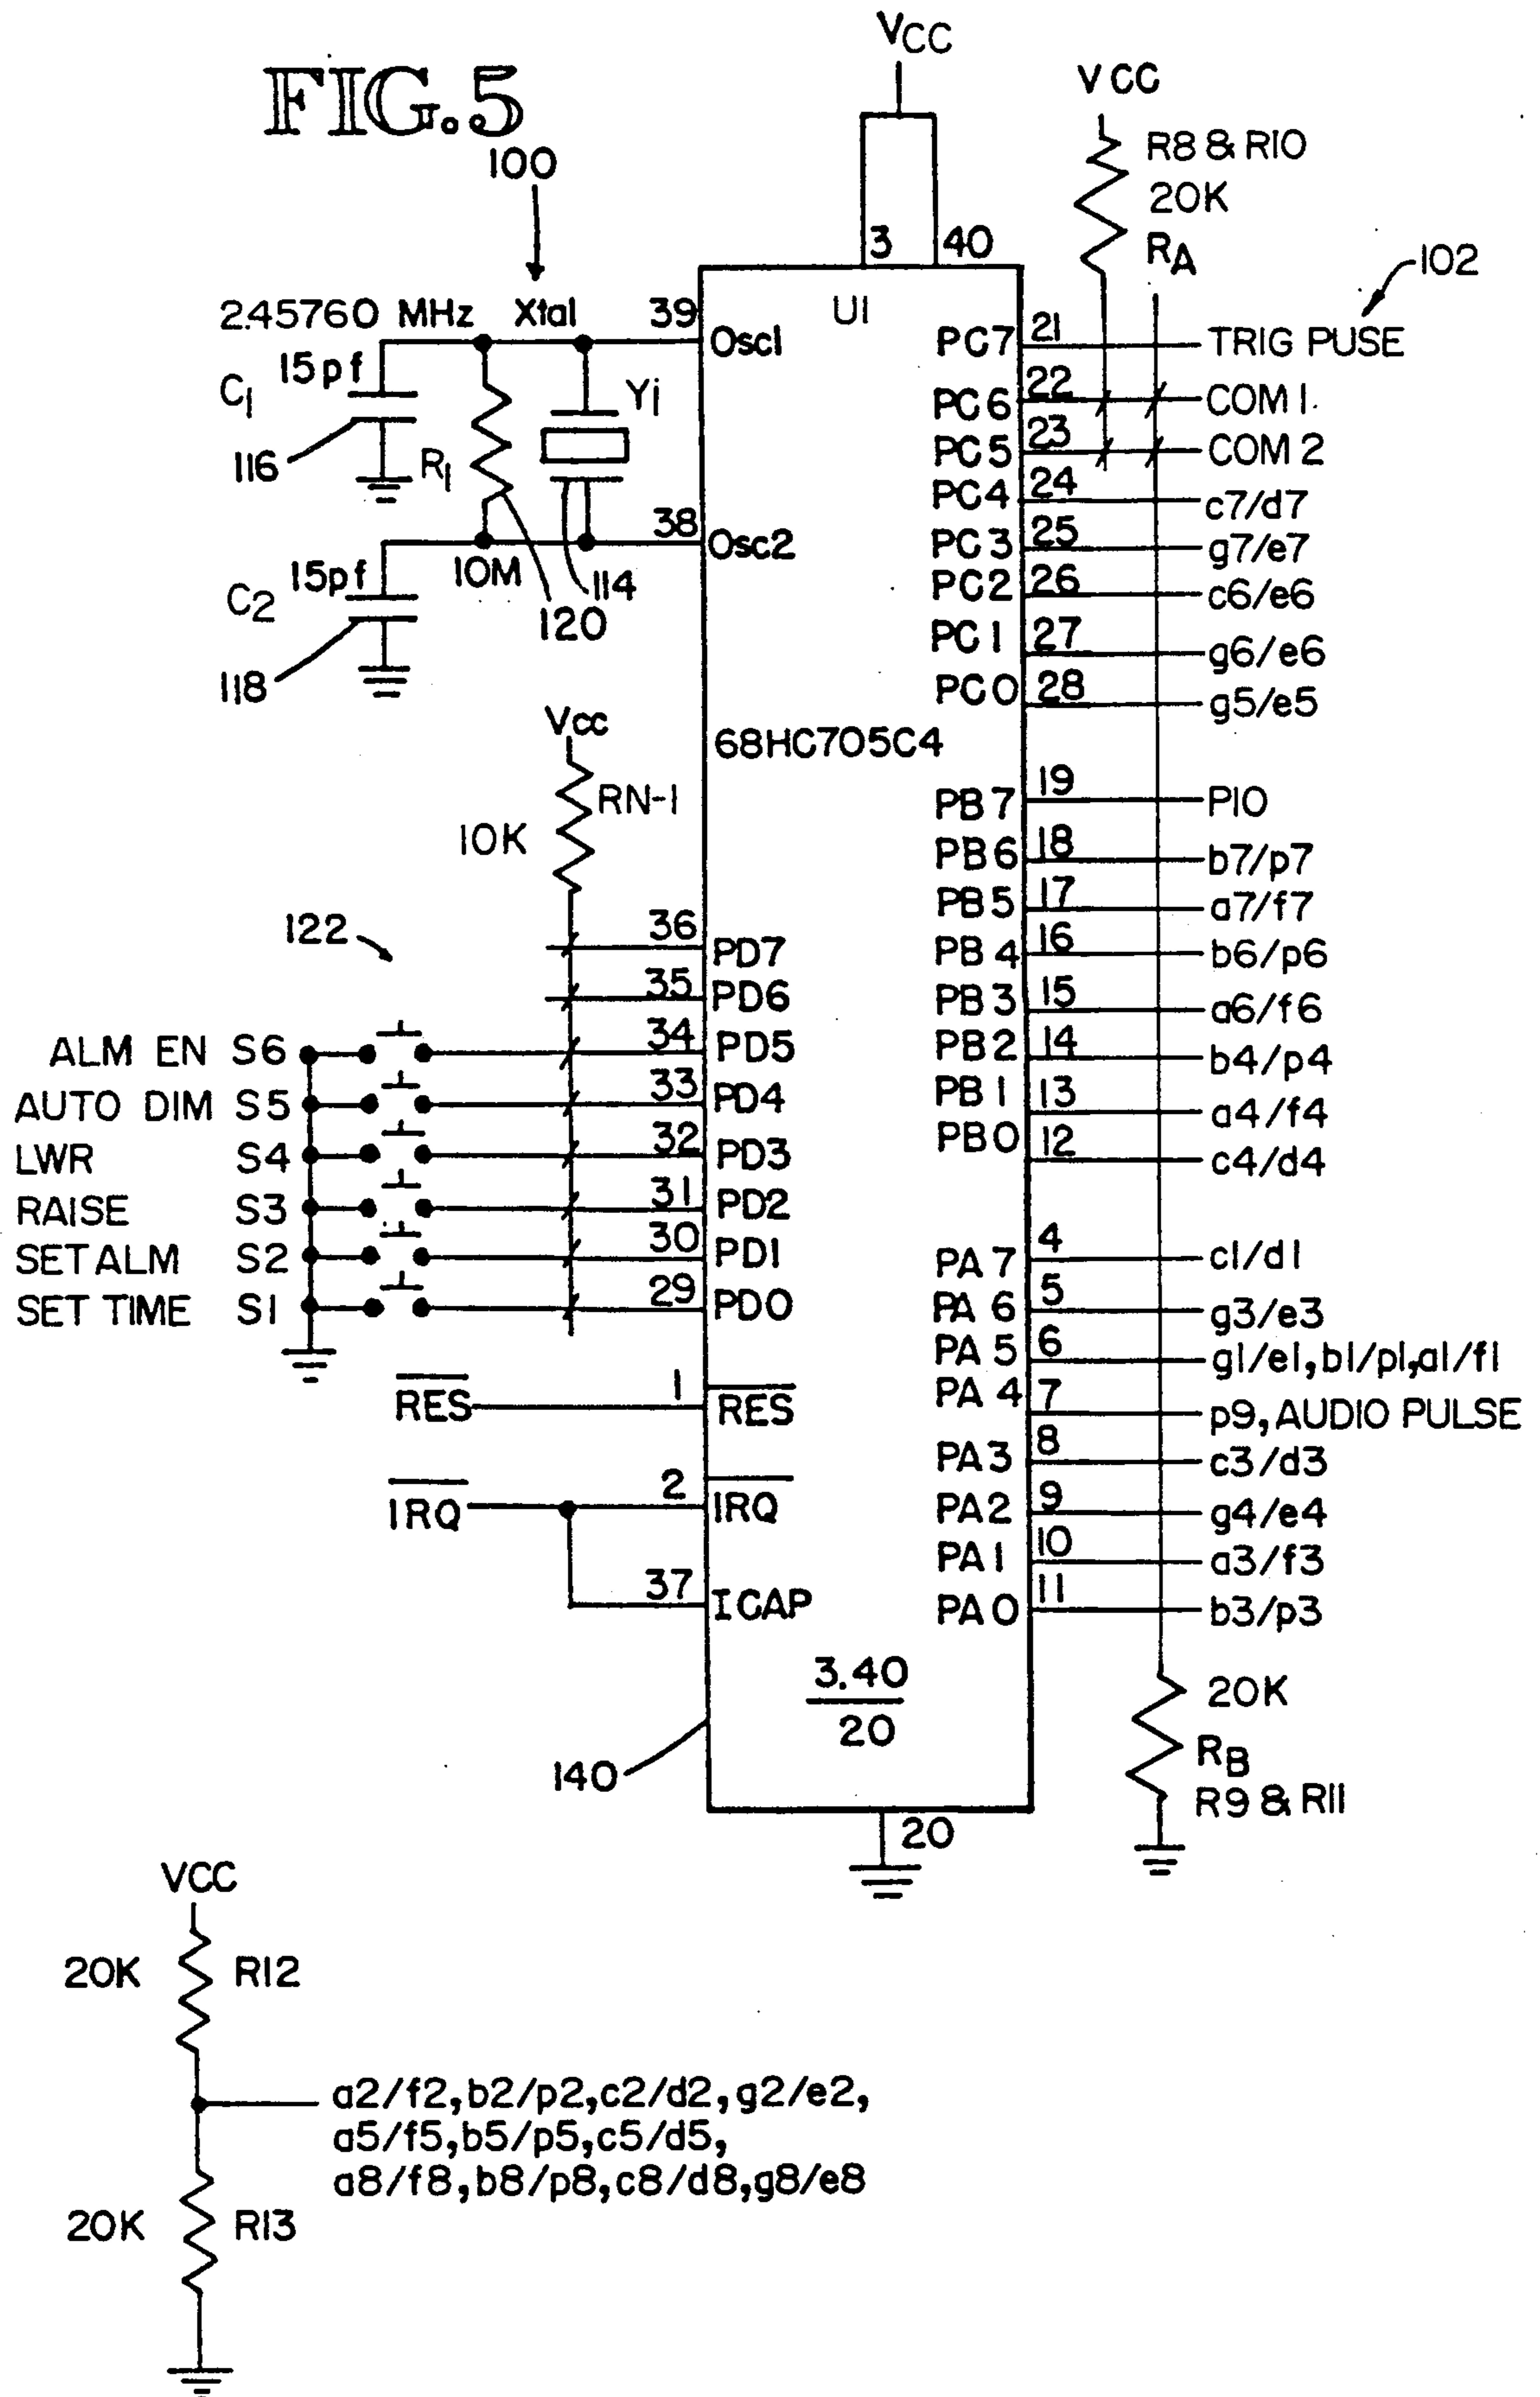 FIG.5
VCC
VCC
R8 & R10
20K
RA
100
3 40
102
2.45760 MHz Xtal
39
Osc1
U1
PC7 21 TRIG PUSE
C1 15pf
116
R1
Y1
PC6 22 COM 1
PC5 23 COM 2
PC4 24 c7/d7
38
Osc2
PC3 25 g7/e7
10M
114
120
C2 15pf
118
PC2 26 c6/e6
PC1 27 g6/e6
PC0 28 g5/e5
Vcc
68HC705C4
RN-1
10K
PB7 19 P10
PB6 18 b7/p7
PB5 17 a7/f7
122
36 PD7
PB4 16 b6/p6
35 PD6
PB3 15 a6/f6
ALM EN S6 34 PD5
PB2 14 b4/p4
AUTO DIM S5 33 PD4
PB1 13 a4/f4
LWR S4 32 PD3
PB0 12 c4/d4
RAISE S3 31 PD2
SET ALM S2 30 PD1
PA7 4 c1/d1
SET TIME S1 29 PD0
PA6 5 g3/e3
PA5 6 g1/e1,b1/p1,a1/f1
RES 1 RES
PA4 7 p9, AUDIO PULSE
PA3 8 c3/d3
IRQ 2 IRQ
PA2 9 g4/e4
PA1 10 a3/f3
37 ICAP
PA0 11 b3/p3
3.40
20
20K
RB
R9 & R11
140
20
VCC
20K R12
a2/f2,b2/p2,c2/d2,g2/e2,
a5/f5,b5/p5,c5/d5,
a8/f8,b8/p8,c8/d8,g8/e8
20K R13